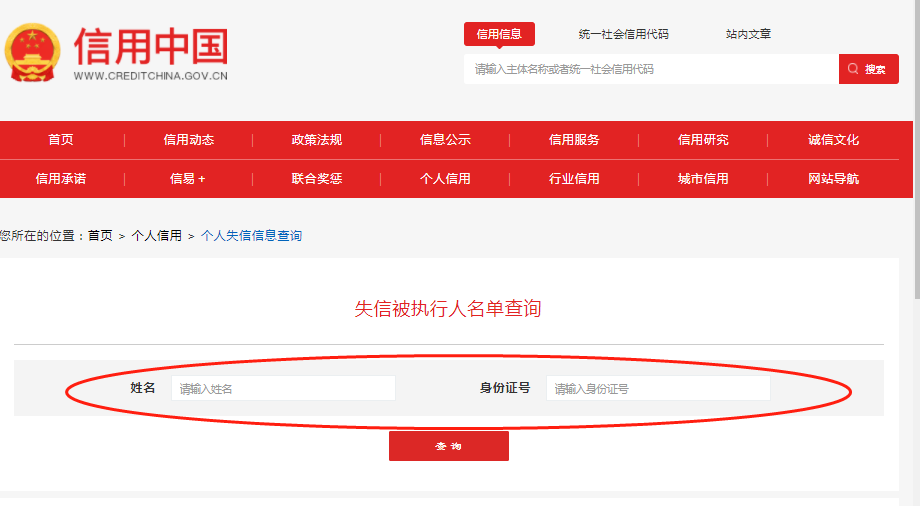 信用中国
WWW.CREDITCHINA.GOV.CN
信用信息 统一社会信用代码 站内文章
请输入主体名称或者统一社会信用代码 搜索
首页 信用动态 政策法规 信息公示 信用服务 信用研究 诚信文化
信用承诺 信易+ 联合奖惩 个人信用 行业信用 城市信用 网站导航
您所在的位置：首页 > 个人信用 > 个人失信信息查询
失信被执行人名单查询
姓名 请输入姓名 身份证号 请输入身份证号
查询